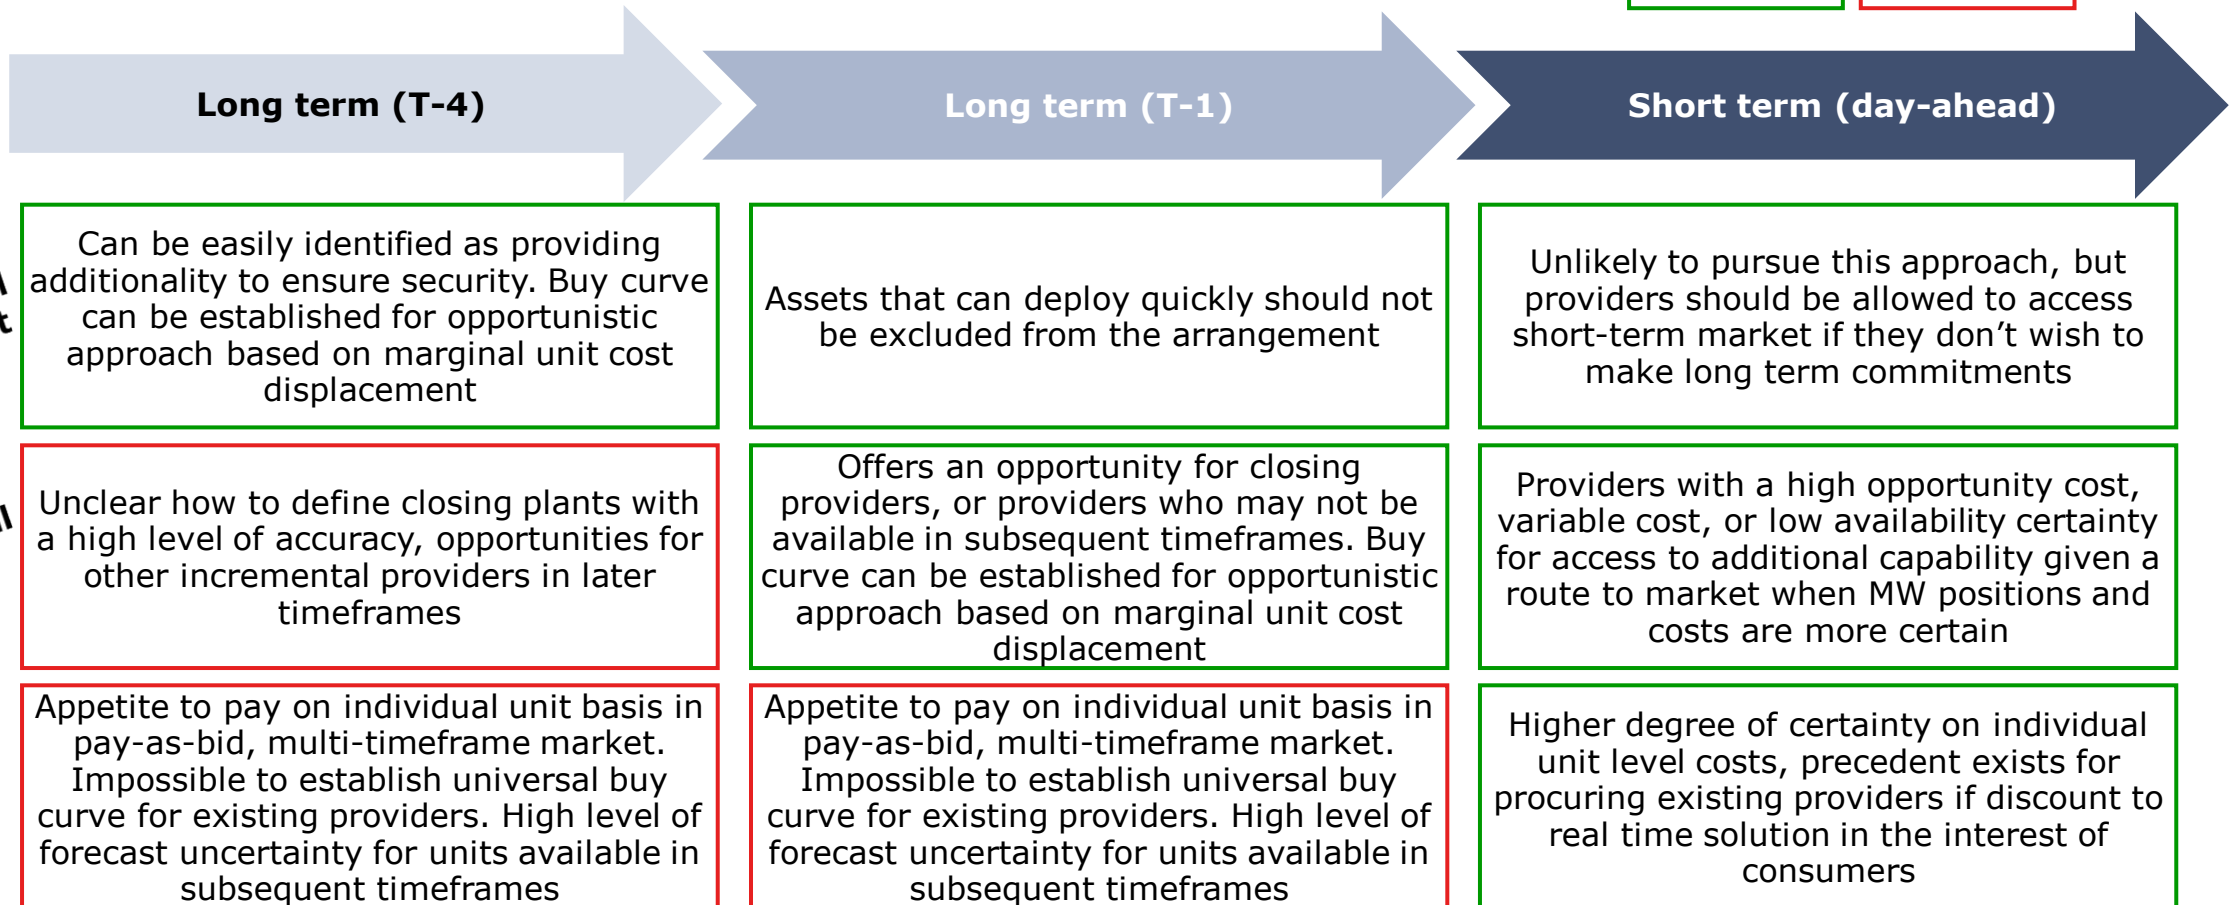 Long term (T-4)
Long term (T-1)
Short term (day-ahead)
Can be easily identified as providing
additionality to ensure security. Buy curve
can be established for opportunistic
approach based on marginal unit cost
displacement
Assets that can deploy quickly should not
be excluded from the arrangement
Unlikely to pursue this approach, but
providers should be allowed to access
short-term market if they don’t wish to
make long term commitments
Unclear how to define closing plants with
a high level of accuracy, opportunities for
other incremental providers in later
timeframes
Offers an opportunity for closing
providers, or providers who may not be
available in subsequent timeframes. Buy
curve can be established for opportunistic
approach based on marginal unit cost
displacement
Providers with a high opportunity cost,
variable cost, or low availability certainty
for access to additional capability given a
route to market when MW positions and
costs are more certain
Appetite to pay on individual unit basis in
pay-as-bid, multi-timeframe market.
Impossible to establish universal buy
curve for existing providers. High level of
forecast uncertainty for units available in
subsequent timeframes
Appetite to pay on individual unit basis in
pay-as-bid, multi-timeframe market.
Impossible to establish universal buy
curve for existing providers. High level of
forecast uncertainty for units available in
subsequent timeframes
Higher degree of certainty on individual
unit level costs, precedent exists for
procuring existing providers if discount to
real time solution in the interest of
consumers